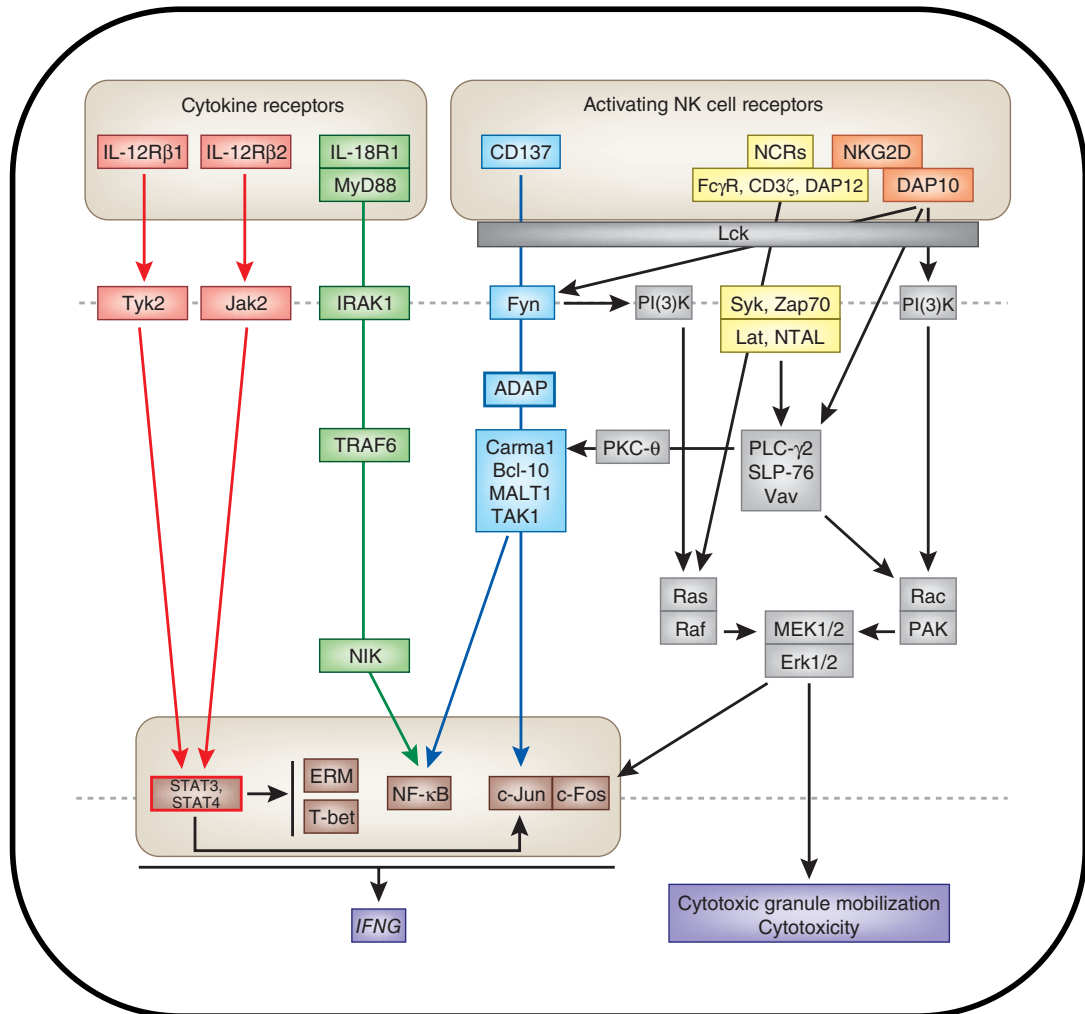 Cytokine receptors
Activating NK cell receptors
IL-12Rβ1
IL-12Rβ2
IL-18R1
MyD88
CD137
NCRs
NKG2D
FcγR, CD3ζ, DAP12
DAP10
Lck
Tyk2
Jak2
IRAK1
Fyn
PI(3)K
Syk, Zap70
Lat, NTAL
PI(3)K
ADAP
TRAF6
Carma1
Bcl-10
MALT1
TAK1
PKC-θ
PLC-γ2
SLP-76
Vav
Ras
Raf
MEK1/2
Erk1/2
Rac
PAK
NIK
STAT3,
STAT4
ERM
T-bet
NF-κB
c-Jun
c-Fos
IFNG
Cytotoxic granule mobilization
Cytotoxicity